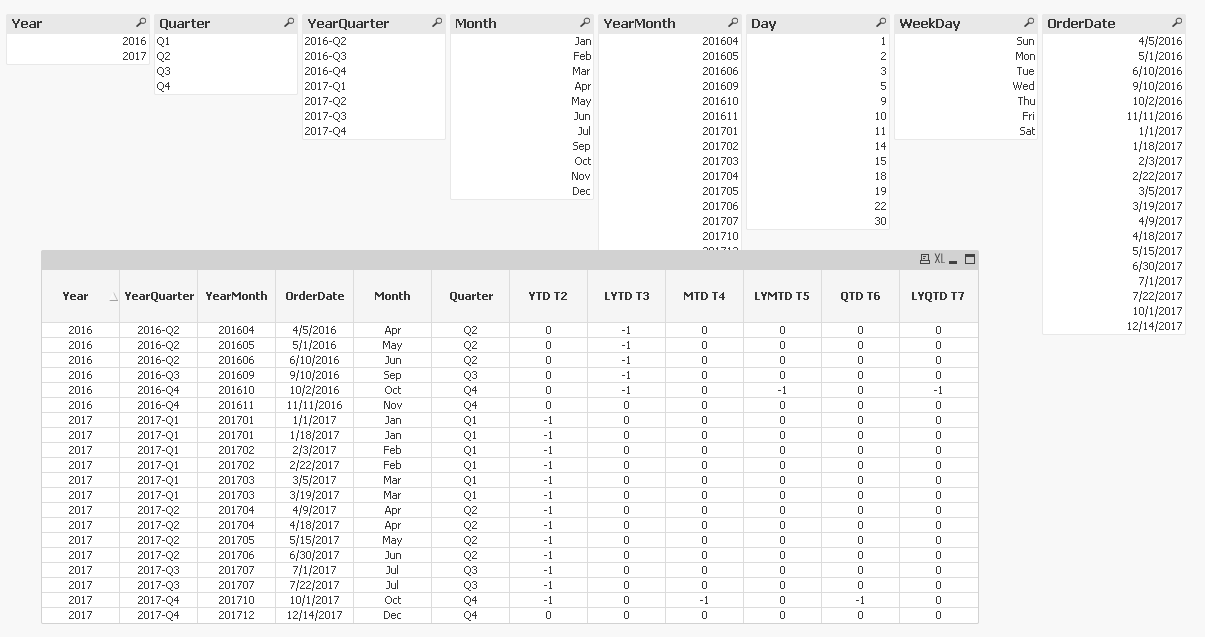 Year Quarter YearQuarter Month YearMonth Day WeekDay OrderDate
2016 Q1 2016-Q2 Jan 201604 1 Sun 4/5/2016
2017 Q2 2016-Q3 Feb 201605 2 Mon 5/1/2016
Q3 2016-Q4 Mar 201606 3 Tue 6/10/2016
Q4 2017-Q1 Apr 201609 5 Wed 9/10/2016
2017-Q2 May 201610 9 Thu 10/2/2016
2017-Q3 Jun 201611 10 Fri 11/11/2016
2017-Q4 Jul 201701 11 Sat 1/1/2017
Sep 201702 14 1/18/2017
Oct 201703 15 2/3/2017
Nov 201704 18 2/22/2017
Dec 201705 19 3/5/2017
201706 22 3/19/2017
201707 30 4/9/2017
201710 4/18/2017
5/15/2017
XL
6/30/2017
7/1/2017
7/22/2017
10/1/2017
12/14/2017
Year YearQuarter YearMonth OrderDate Month Quarter YTD T2 LYTD T3 MTD T4 LYMTD T5 QTD T6 LYQTD T7
2016 2016-Q2 201604 4/5/2016 Apr Q2 0 -1 0 0 0 0
2016 2016-Q2 201605 5/1/2016 May Q2 0 -1 0 0 0 0
2016 2016-Q2 201606 6/10/2016 Jun Q2 0 -1 0 0 0 0
2016 2016-Q3 201609 9/10/2016 Sep Q3 0 -1 0 0 0 0
2016 2016-Q4 201610 10/2/2016 Oct Q4 0 -1 0 -1 0 -1
2016 2016-Q4 201611 11/11/2016 Nov Q4 0 0 0 0 0 0
2017 2017-Q1 201701 1/1/2017 Jan Q1 -1 0 0 0 0 0
2017 2017-Q1 201701 1/18/2017 Jan Q1 -1 0 0 0 0 0
2017 2017-Q1 201702 2/3/2017 Feb Q1 -1 0 0 0 0 0
2017 2017-Q1 201702 2/22/2017 Feb Q1 -1 0 0 0 0 0
2017 2017-Q1 201703 3/5/2017 Mar Q1 -1 0 0 0 0 0
2017 2017-Q1 201703 3/19/2017 Mar Q1 -1 0 0 0 0 0
2017 2017-Q2 201704 4/9/2017 Apr Q2 -1 0 0 0 0 0
2017 2017-Q2 201704 4/18/2017 Apr Q2 -1 0 0 0 0 0
2017 2017-Q2 201705 5/15/2017 May Q2 -1 0 0 0 0 0
2017 2017-Q2 201706 6/30/2017 Jun Q2 -1 0 0 0 0 0
2017 2017-Q3 201707 7/1/2017 Jul Q3 -1 0 0 0 0 0
2017 2017-Q3 201707 7/22/2017 Jul Q3 -1 0 0 0 0 0
2017 2017-Q4 201710 10/1/2017 Oct Q4 -1 0 -1 0 -1 0
2017 2017-Q4 201712 12/14/2017 Dec Q4 0 0 0 0 0 0